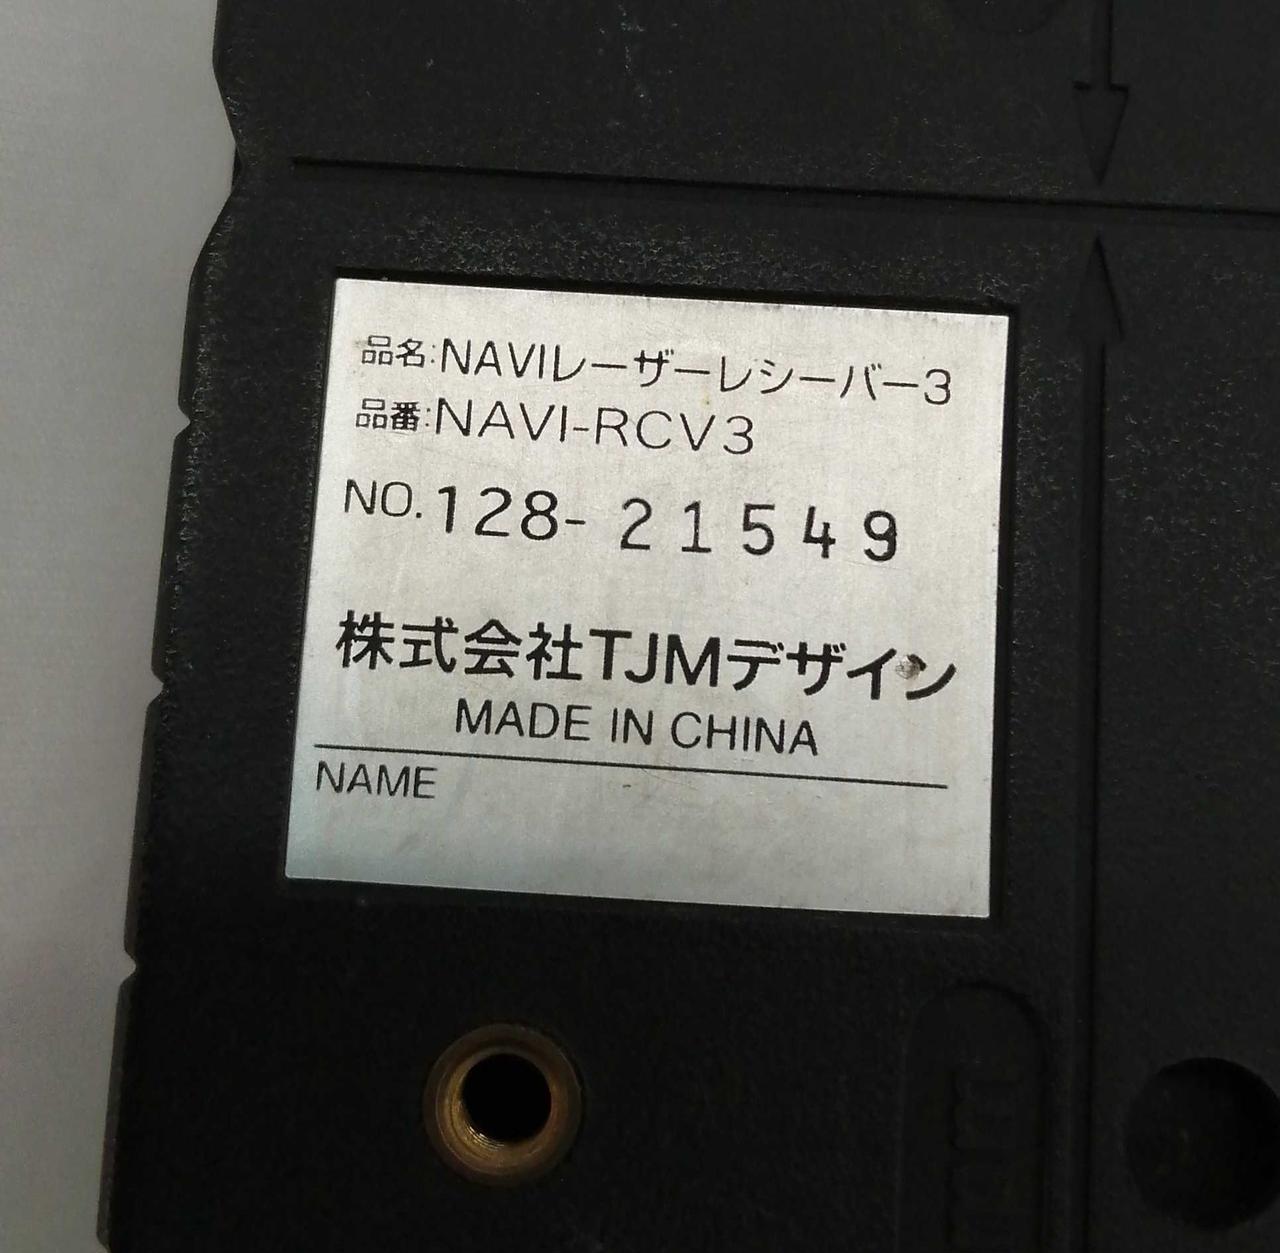 品名:NAVIレーザーレシーバー3
品番:NAVI-RCV3
NO.128-21549
株式会社TJMデザイン
MADE IN CHINA
NAME